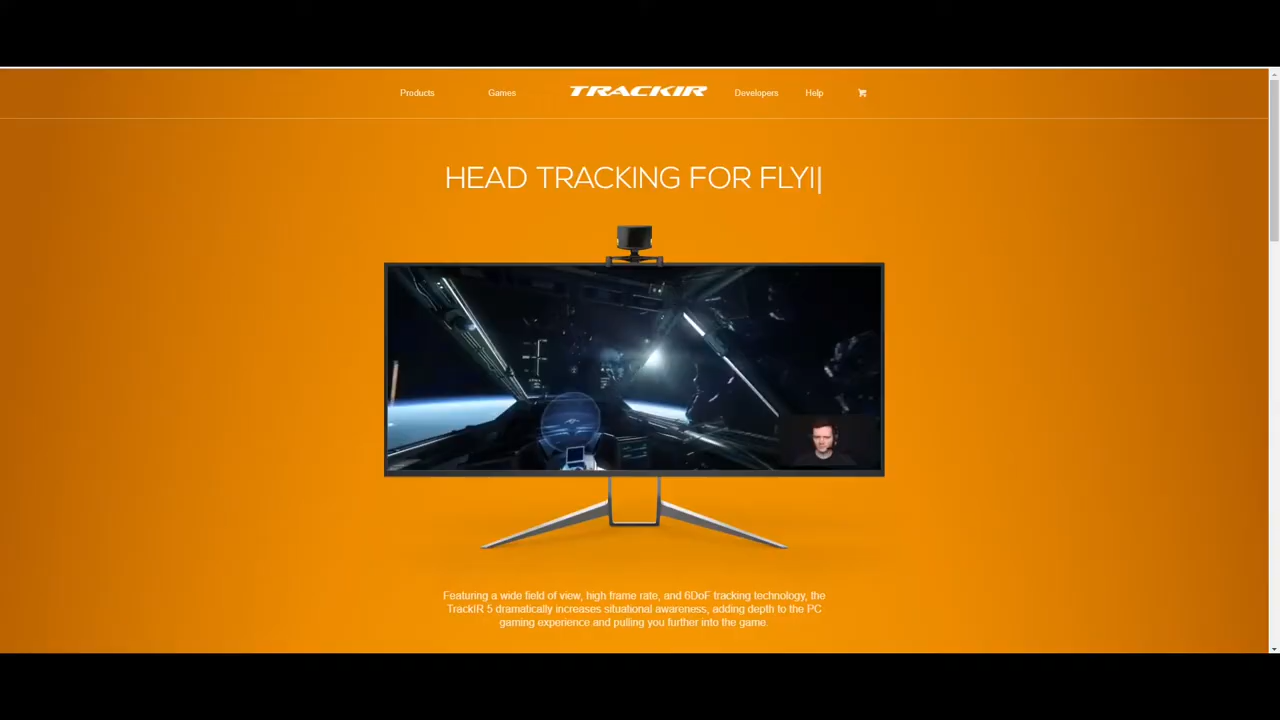 Products
Games
TRACKIR
Developers
Help
HEAD TRACKING FOR FLYI|
Featuring a wide field of view, high frame rate, and 6DoF tracking technology, the
TrackIR 5 dramatically increases situational awareness, adding depth to the PC
gaming experience and pulling you further into the game.